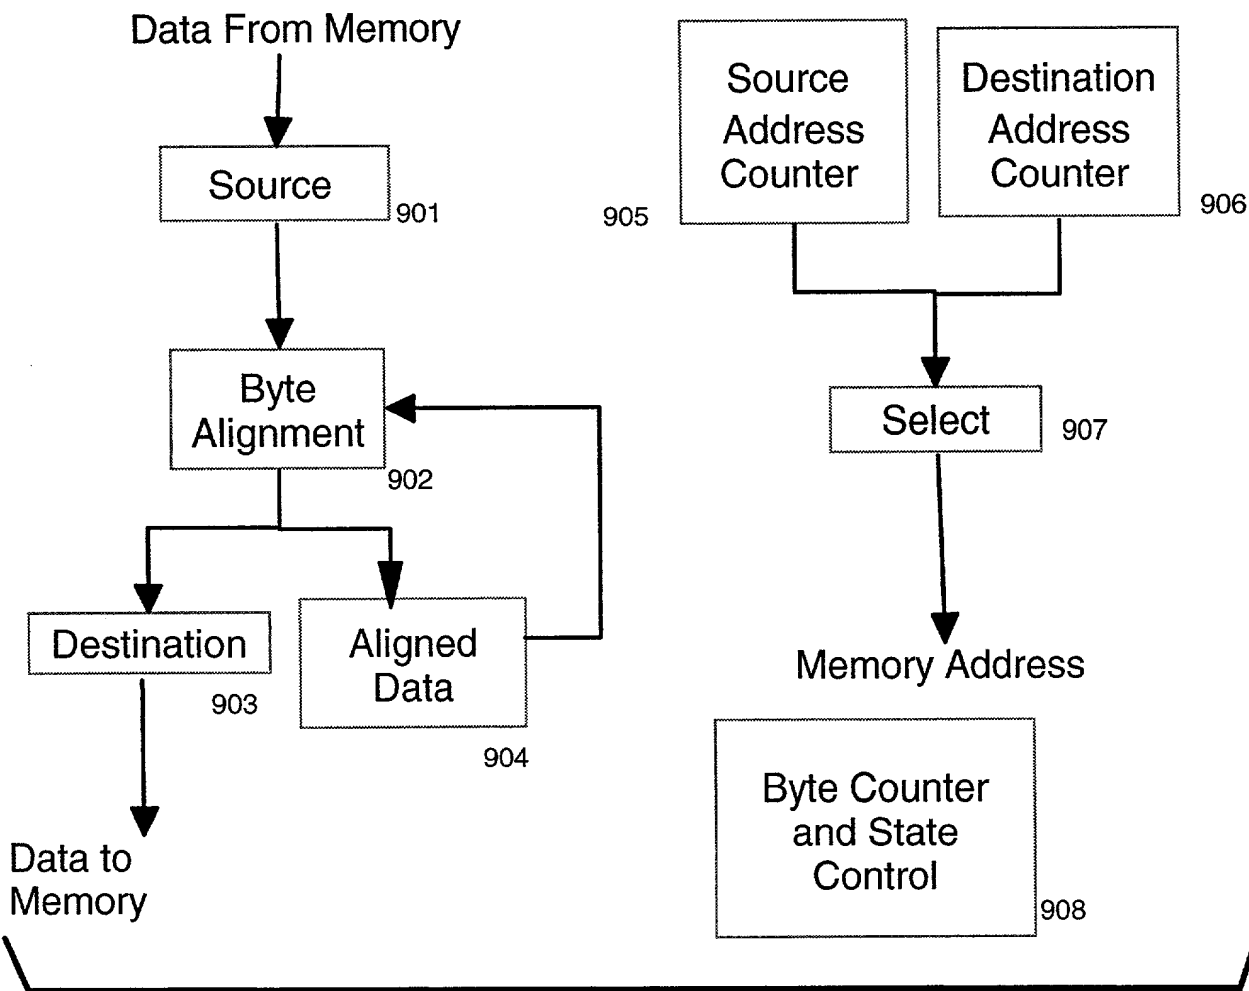 Data From Memory
Source
901
Byte
Alignment
902
Destination
903
Aligned
Data
904
Data to
Memory
Source
Address
Counter
905
Destination
Address
Counter
906
Select
907
Memory Address
Byte Counter
and State
Control
908